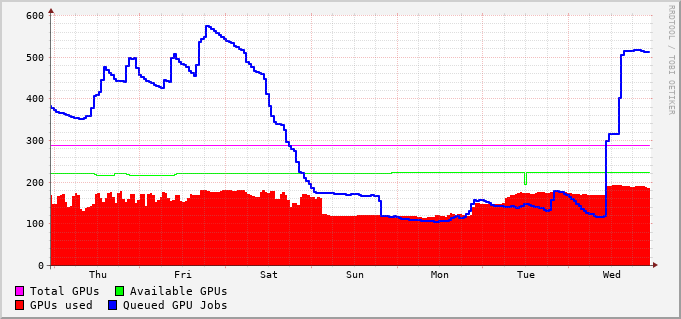 600
500
400
300
200
100
0
Thu Fri Sat Sun Mon Tue Wed
Total GPUs Available GPUs
GPUs used Queued GPU Jobs
RRDTOOL / TOBI OETIKER